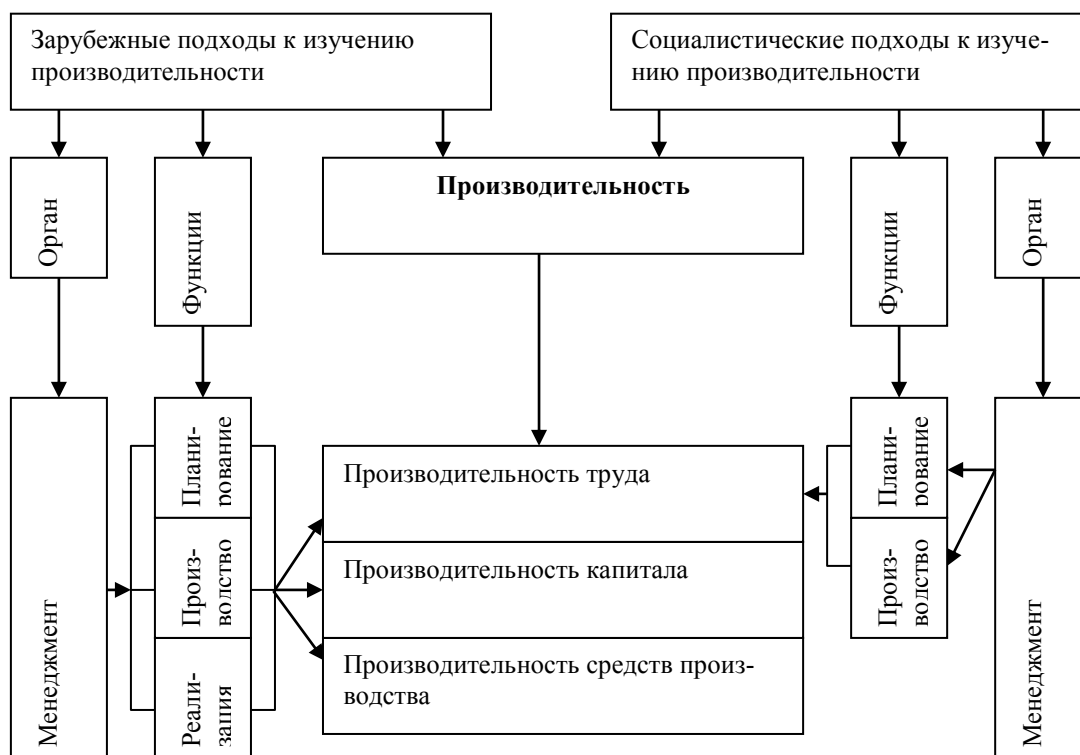 Зарубежные подходы к изучению
производительности
Социалистические подходы к изуче-
нию производительности
Орган
Функции
Производительность
Функции
Орган
Менеджмент
Плани-
рование
Произ-
водство
Реали-
зация
Производительность труда
Производительность капитала
Производительность средств произ-
водства
Плани-
рование
Произ-
водство
Менеджмент